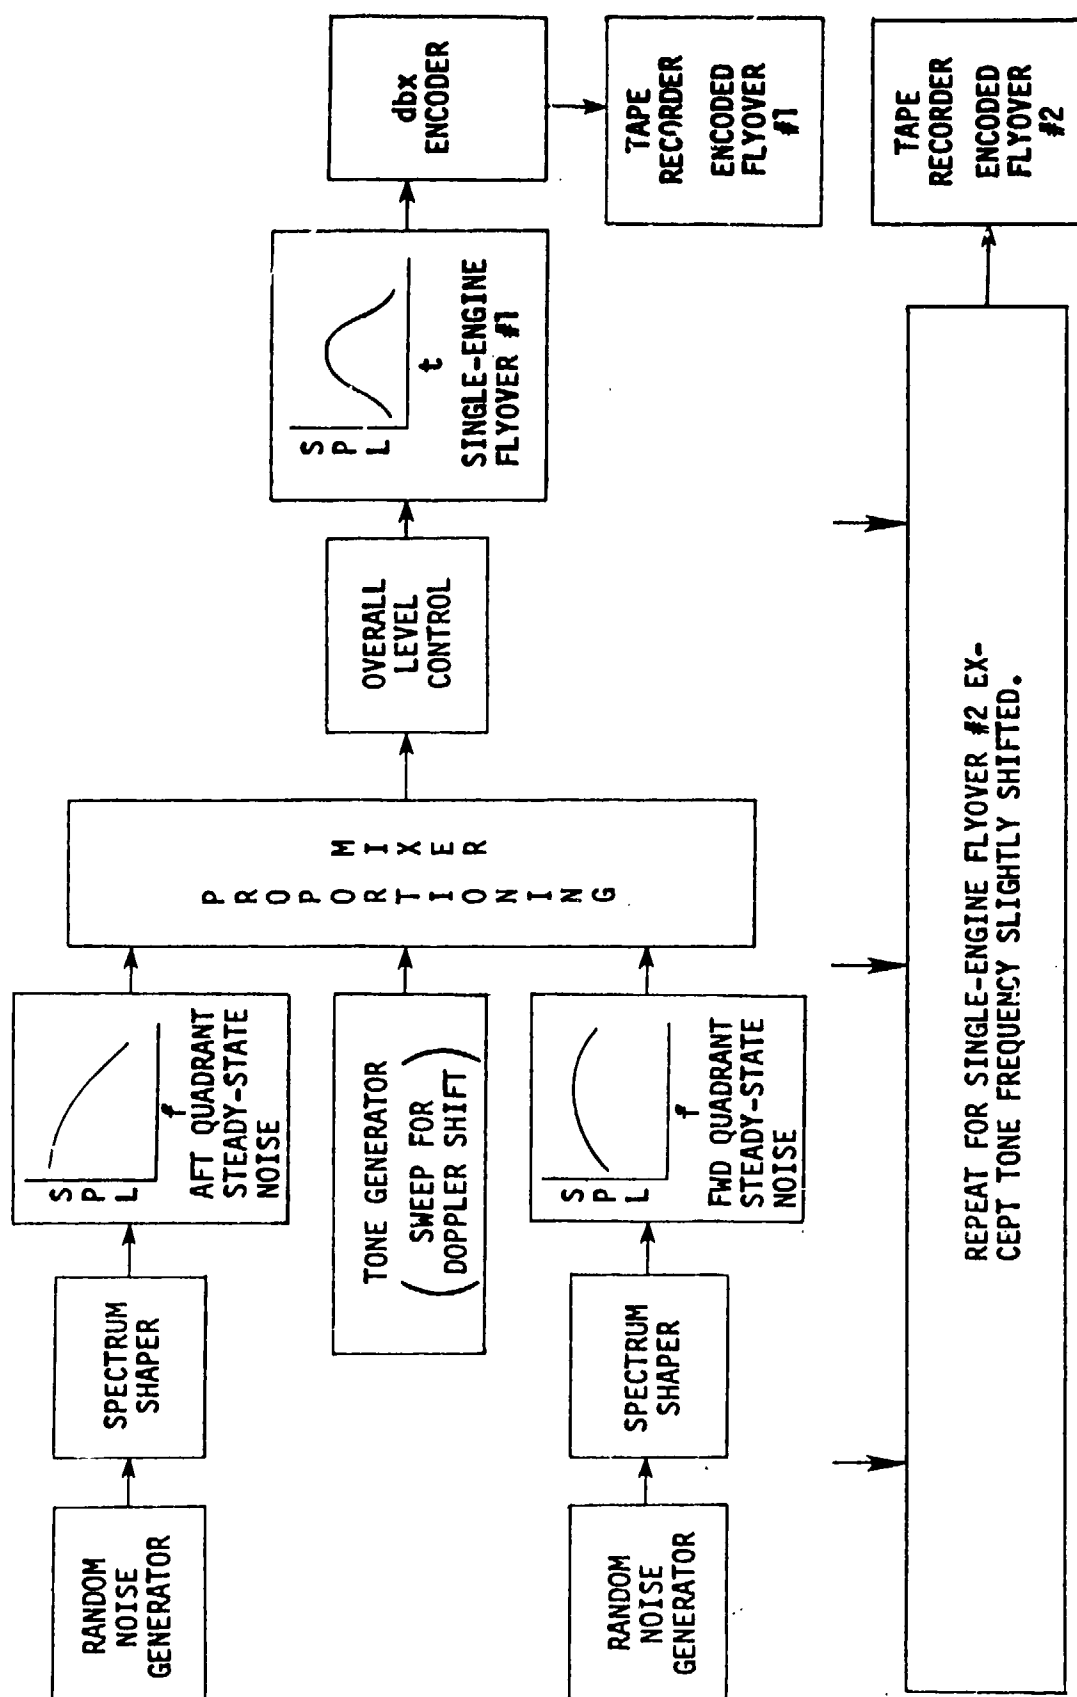 RANDOM
NOISE
GENERATOR
SPECTRUM
SHAPER
S
P
L
f
AFT QUADRANT
STEADY-STATE
NOISE
TONE GENERATOR
(SWEEP FOR
DOPPLER SHIFT)
RANDOM
NOISE
GENERATOR
SPECTRUM
SHAPER
S
P
L
f
FWD QUADRANT
STEADY-STATE
NOISE
PROPORTIONING
MIXER
OVERALL
LEVEL
CONTROL
S
P
L
t
SINGLE-ENGINE
FLYOVER #1
dbx
ENCODER
TAPE
RECORDER
ENCODED
FLYOVER
#1
REPEAT FOR SINGLE-ENGINE FLYOVER #2 EX-
CEPT TONE FREQUENCY SLIGHTLY SHIFTED.
TAPE
RECORDER
ENCODED
FLYOVER
#2